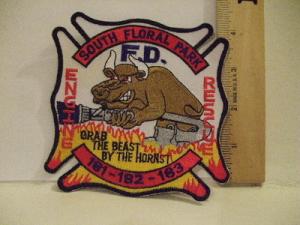 SOUTH FLORAL PARK
F.D.
ENGINE
RESCUE
GRAB
THE BEAST
BY THE HORNS!
181-182-183